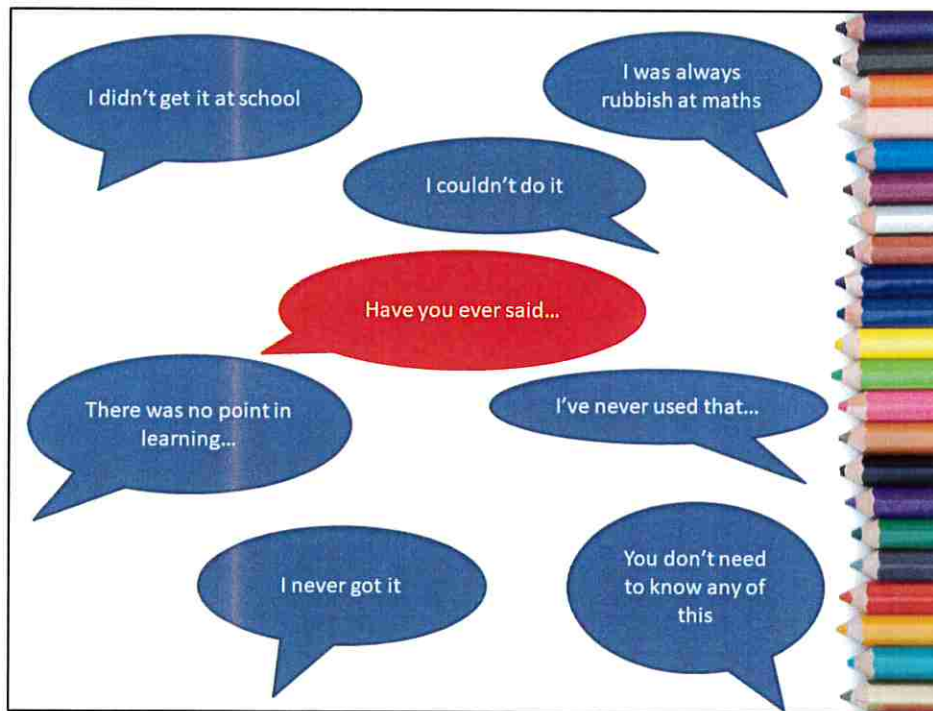 I didn't get it at school
I was always
rubbish at maths
I couldn't do it
Have you ever said...
There was no point in
learning...
I've never used that...
I never got it
You don't need
to know any of
this